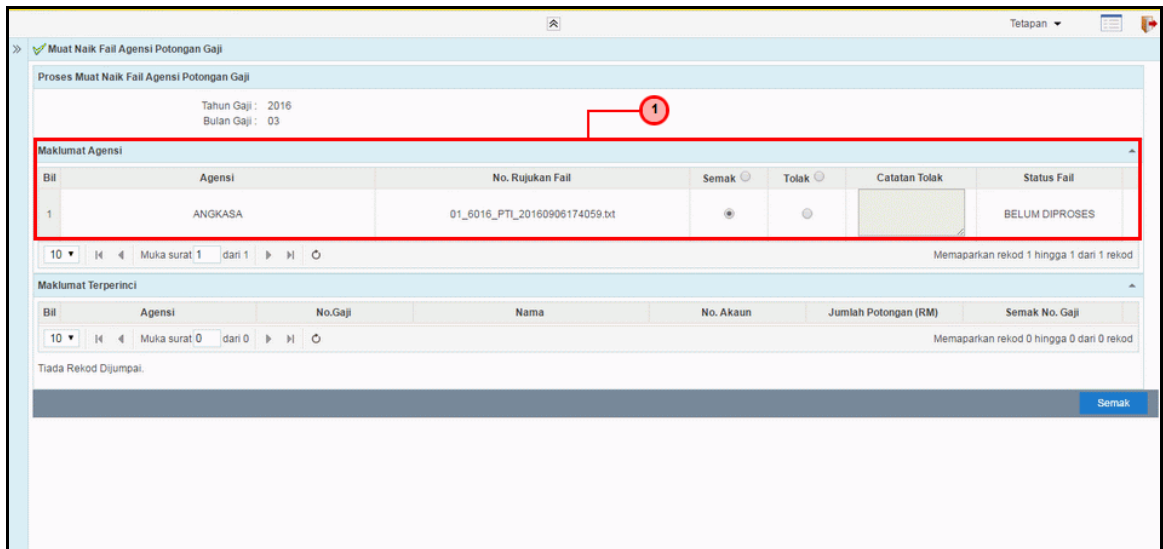 Tetapan
Muat Naik Fail Agensi Potongan Gaji
Proses Muat Naik Fail Agensi Potongan Gaji
Tahun Gaji : 2016
Bulan Gaji : 03
1
Maklumat Agensi
Bil Agensi No. Rujukan Fail Semak Tolak Catatan Tolak Status Fail
1 ANGKASA 01_6016_PTI_20160906174059.txt BELUM DIPROSES
10 Muka surat 1 dari 1 Memaparkan rekod 1 hingga 1 dari 1 rekod
Maklumat Terperinci
Bil Agensi No.Gaji Nama No. Akaun Jumlah Potongan (RM) Semak No. Gaji
10 Muka surat 0 dari 0 Memaparkan rekod 0 hingga 0 dari 0 rekod
Tiada Rekod Dijumpai.
Semak